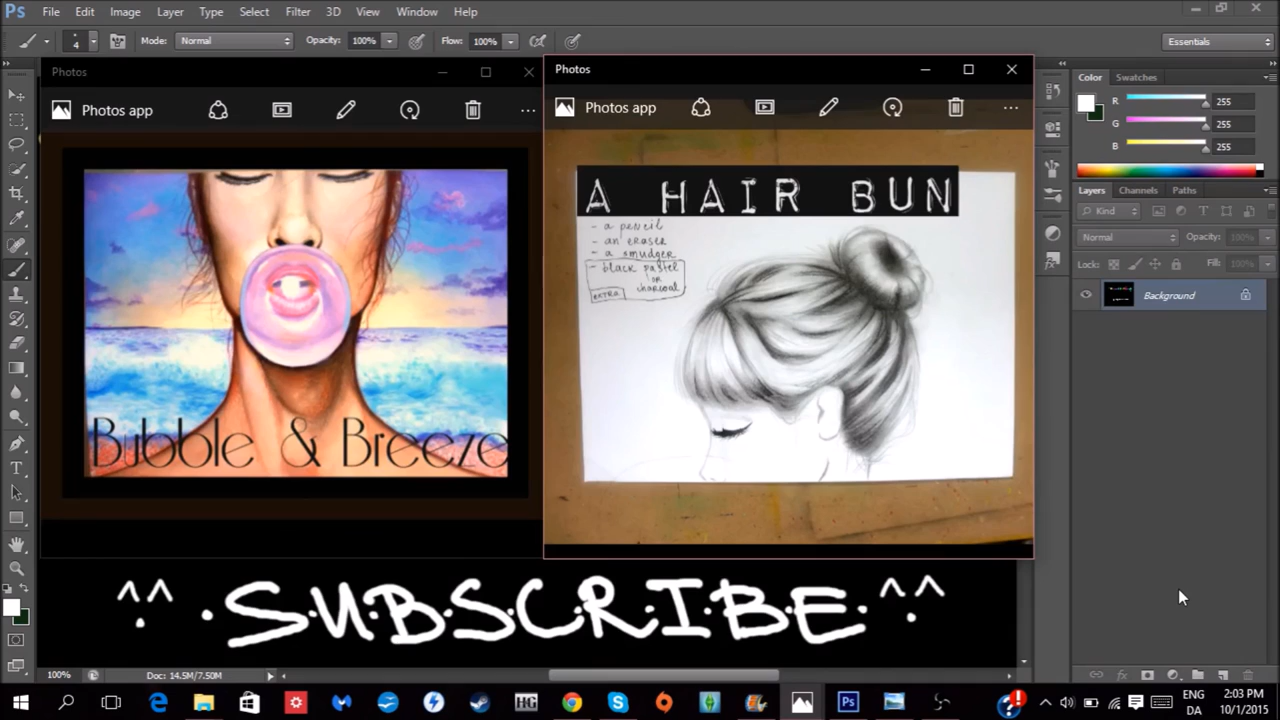 Ps File Edit Image Layer Type Select Filter 3D View Window Help
4 Mode: Normal Opacity: 100% Flow: 100% Essentials
Photos
Photos app
Bubble & Breeze
Photos
Photos app
A HAIR BUN
- a pencil
- an eraser
- a smudger
- black pastel
OR
charcoal
EXTRA
^^ SUBSCRIBE ^^
Color Swatches
R 255
G 255
B 255
Layers Channels Paths
Kind
Normal Opacity:
Lock: Fill:
Background
100% Doc: 14.5M/7.50M
HG Ps ENG 2:03 PM
DA 10/1/2015